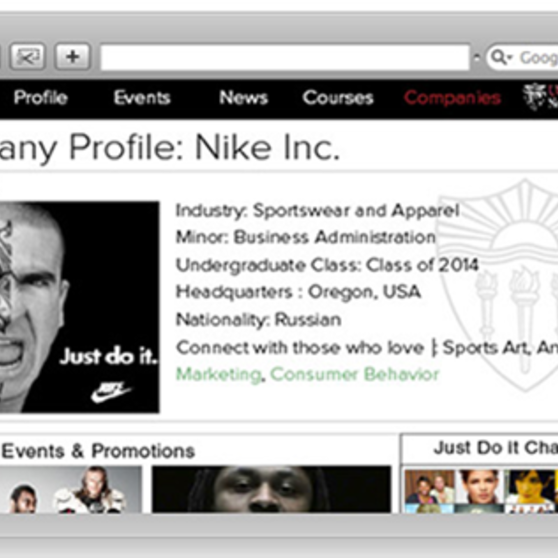 Goog
Profile Events News Courses Companies
any Profile: Nike Inc.
Industry: Sportswear and Apparel
Minor: Business Administration
Undergraduate Class: Class of 2014
Headquarters : Oregon, USA
Nationality: Russian
Connect with those who love |: Sports Art, An
Marketing, Consumer Behavior
Just do it.
Events & Promotions
Just Do it Cha